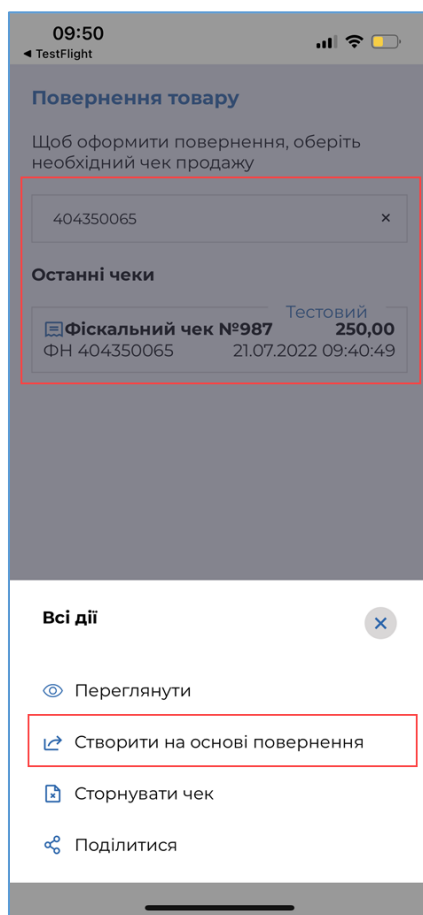 09:50
◀ TestFlight
Повернення товару
Щоб оформити повернення, оберіть
необхідний чек продажу
404350065 ×
Останні чеки
Тестовий
Фіскальний чек №987 250,00
ФН 404350065 21.07.2022 09:40:49
Всі дії
Переглянути
Створити на основі повернення
Сторнувати чек
Поділитися